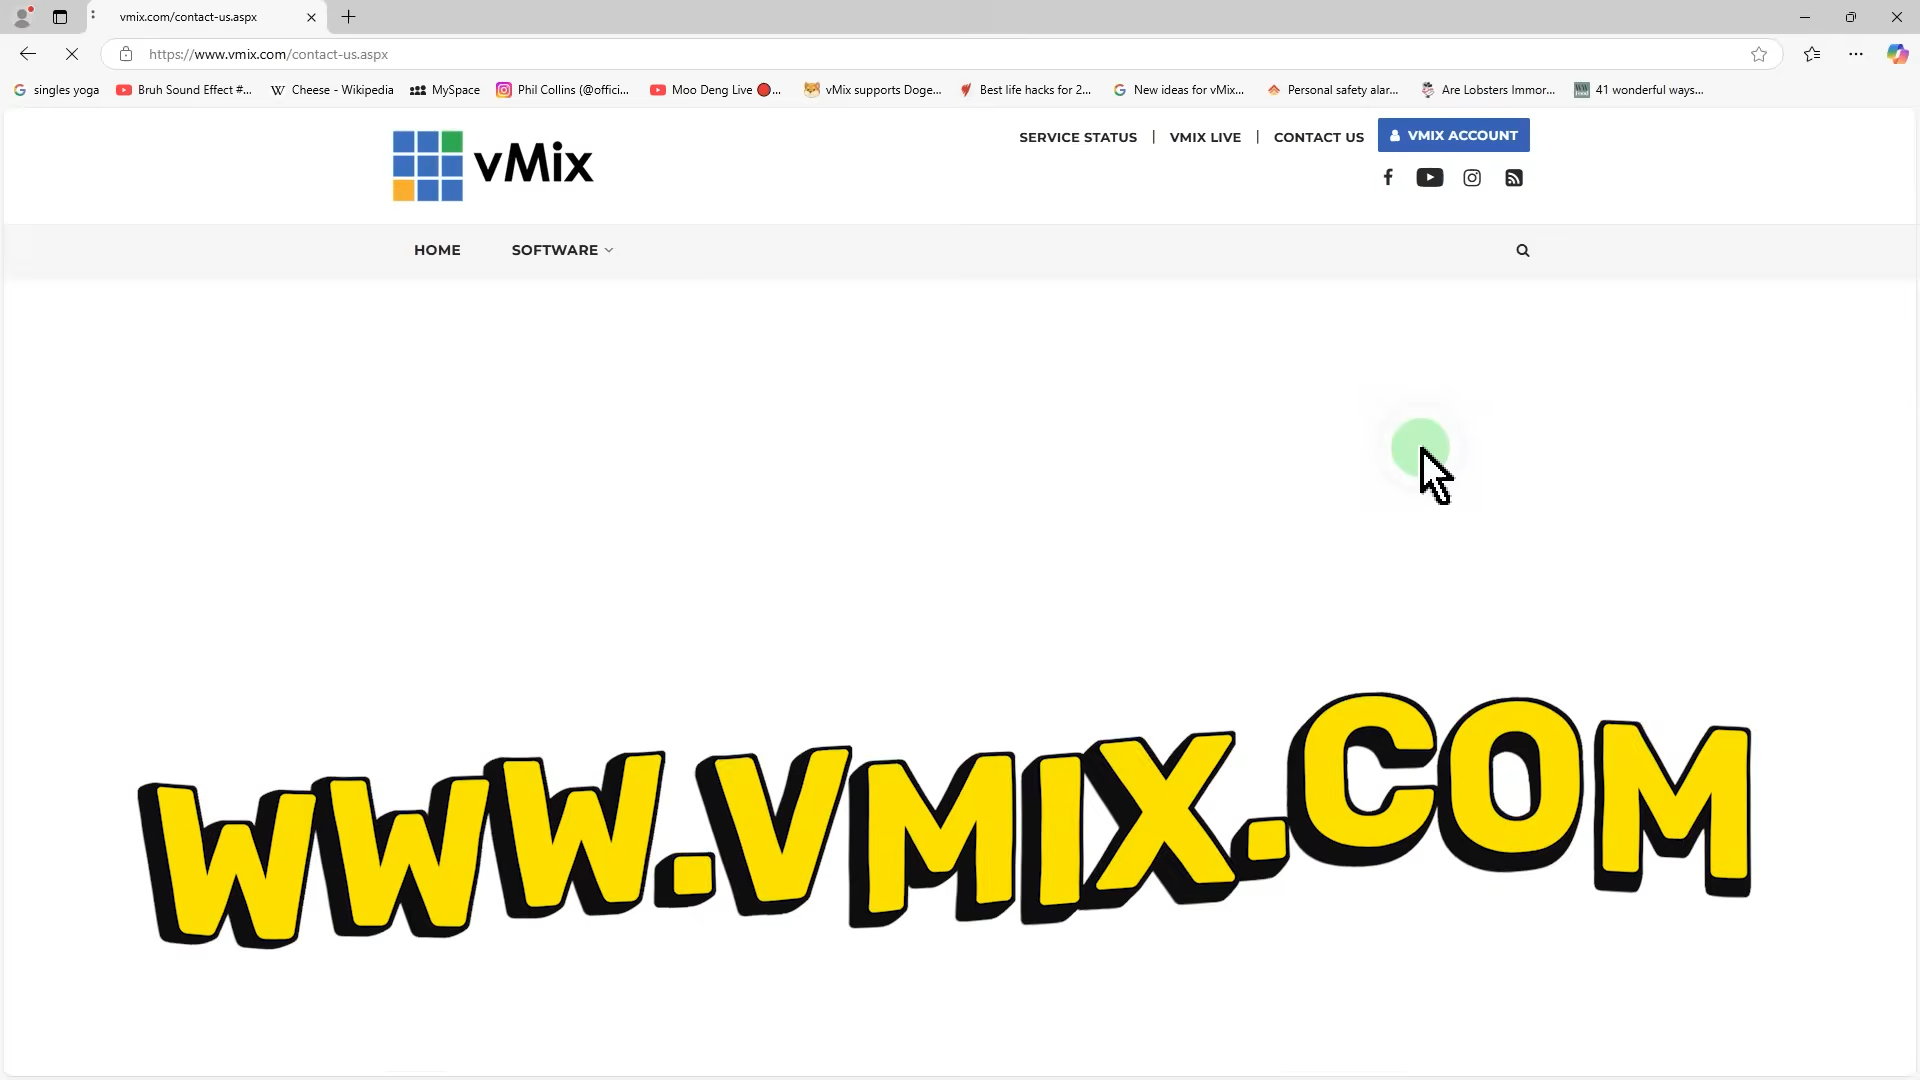 vmix.com/contact-us.aspx
https://www.vmix.com/contact-us.aspx
singles yoga
Bruh Sound Effect #...
Cheese - Wikipedia
MySpace
Phil Collins (@offici...
Moo Deng Live 🔴...
vMix supports Doge...
Best life hacks for 2...
New ideas for vMix...
Personal safety alar...
Are Lobsters Immor...
41 wonderful ways...
vMix
SERVICE STATUS | VMIX LIVE | CONTACT US
VMIX ACCOUNT
HOME
SOFTWARE
WWW.VMIX.COM